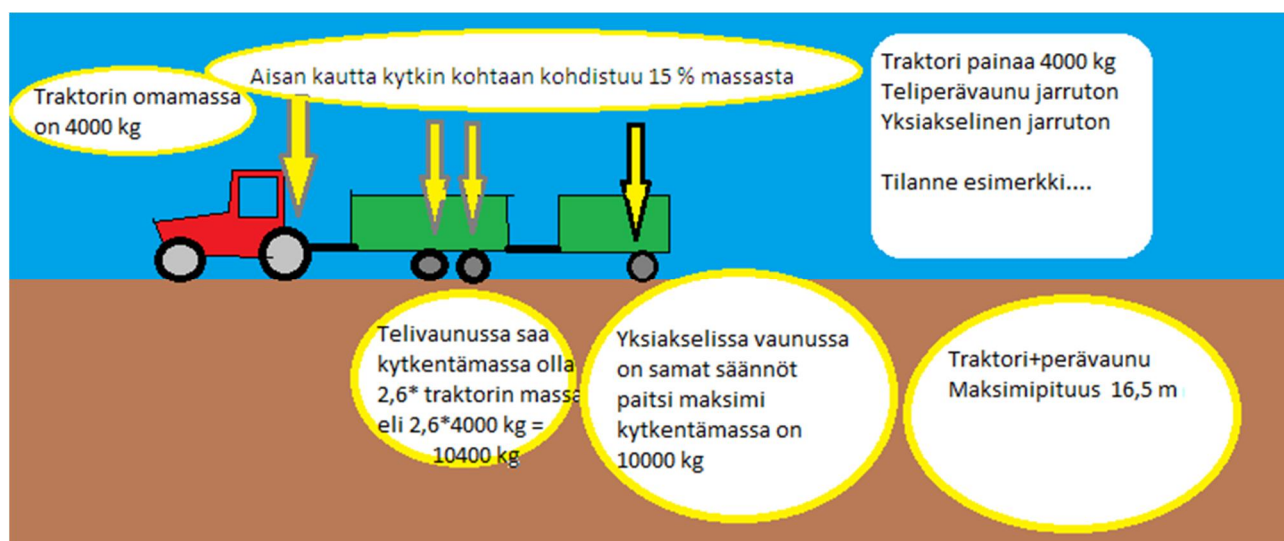 Aisan kautta kytkin kohtaan kohdistuu 15 % massasta
Traktorin omamassa
on 4000 kg
Traktori painaa 4000 kg
Teliperävaunu jarruton
Yksiakselinen jarruton
Tilanne esimerkki....
Telivaunussa saa
kytkentämassa olla
2,6* traktorin massa
eli 2,6*4000 kg =
10400 kg
Yksiakselissa vaunussa
on samat säännöt
paitsi maksimi
kytkentämassa on
10000 kg
Traktori+perävaunu
Maksimipituus 16,5 m